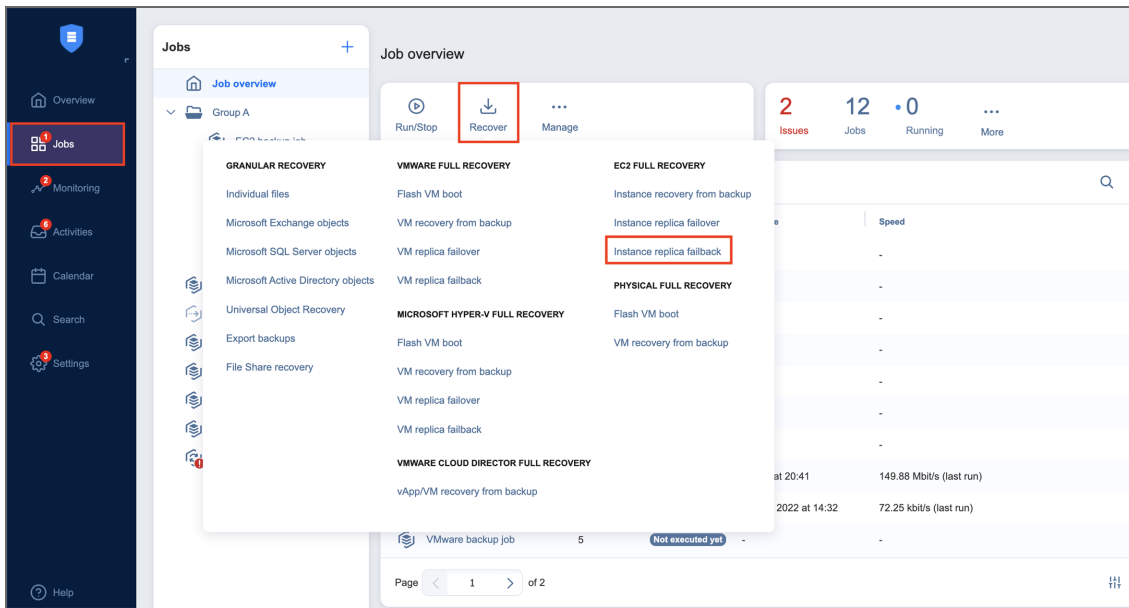 Overview
1
Jobs
2
Monitoring
6
Activities
Calendar
Search
3
Settings
Help
Jobs
+
Job overview
Group A
EC2 backup job
Job overview
Run/Stop
Recover
Manage
2
Issues
12
Jobs
0
Running
More
GRANULAR RECOVERY
Individual files
Microsoft Exchange objects
Microsoft SQL Server objects
Microsoft Active Directory objects
Universal Object Recovery
Export backups
File Share recovery
VMWARE FULL RECOVERY
Flash VM boot
VM recovery from backup
VM replica failover
VM replica failback
MICROSOFT HYPER-V FULL RECOVERY
Flash VM boot
VM recovery from backup
VM replica failover
VM replica failback
VMWARE CLOUD DIRECTOR FULL RECOVERY
vApp/VM recovery from backup
EC2 FULL RECOVERY
Instance recovery from backup
Instance replica failover
Instance replica failback
PHYSICAL FULL RECOVERY
Flash VM boot
VM recovery from backup
Speed
-
-
-
-
-
-
-
at 20:41 149.88 Mbit/s (last run)
2022 at 14:32 72.25 kbit/s (last run)
VMware backup job 5 Not executed yet - -
Page 1 of 2